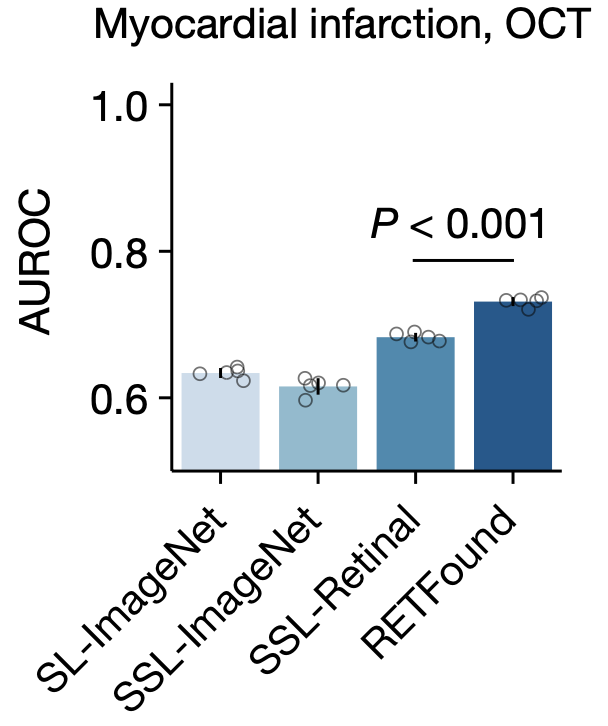 Myocardial infarction, OCT
1.0
0.8
0.6
AUROC
P < 0.001
SL-ImageNet
SSL-ImageNet
SSL-Retinal
RETFound